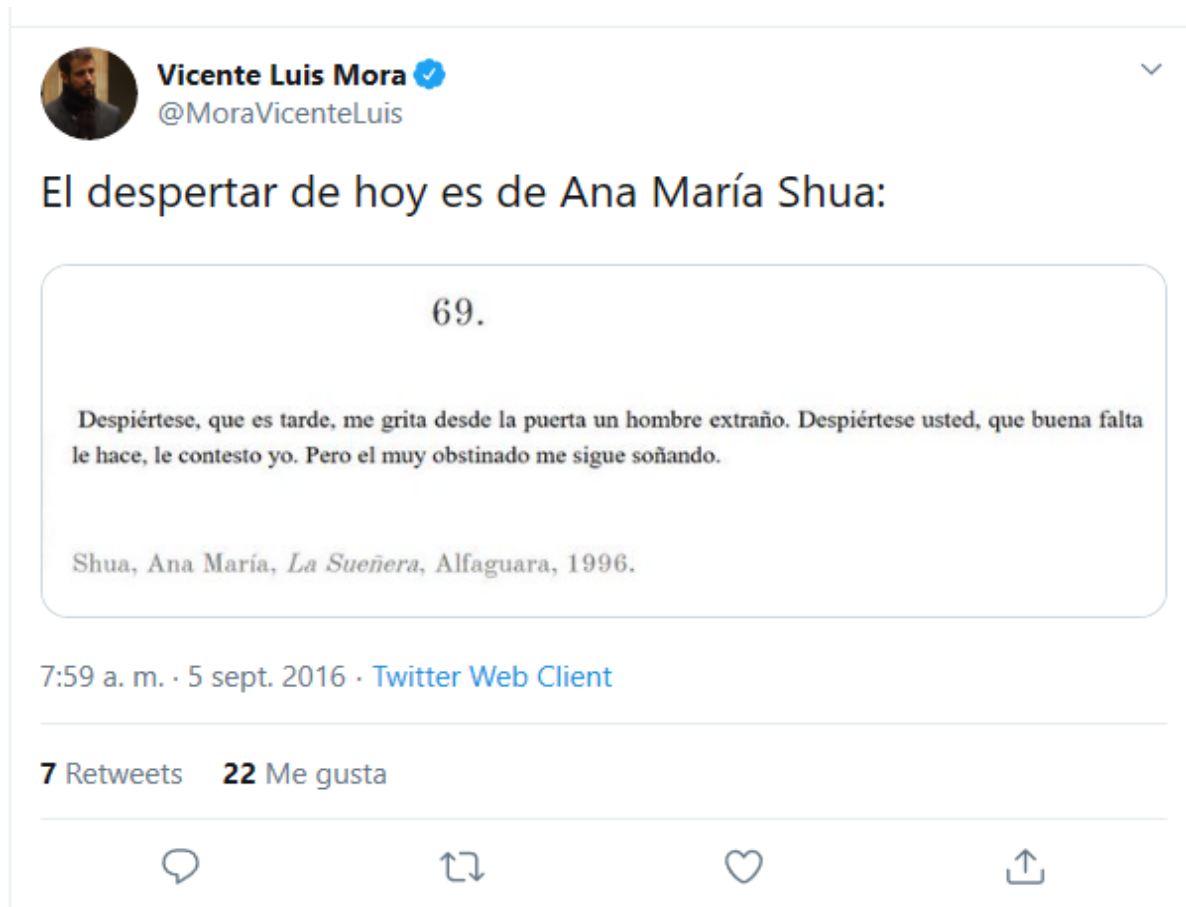 Vicente Luis Mora
@MoraVicenteLuis
El despertar de hoy es de Ana María Shua:
69.
Despiértese, que es tarde, me grita desde la puerta un hombre extraño. Despiértese usted, que buena falta
le hace, le contesto yo. Pero el muy obstinado me sigue soñando.
Shua, Ana María, La Sueñera, Alfaguara, 1996.
7:59 a. m. · 5 sept. 2016 · Twitter Web Client
7 Retweets 22 Me gusta